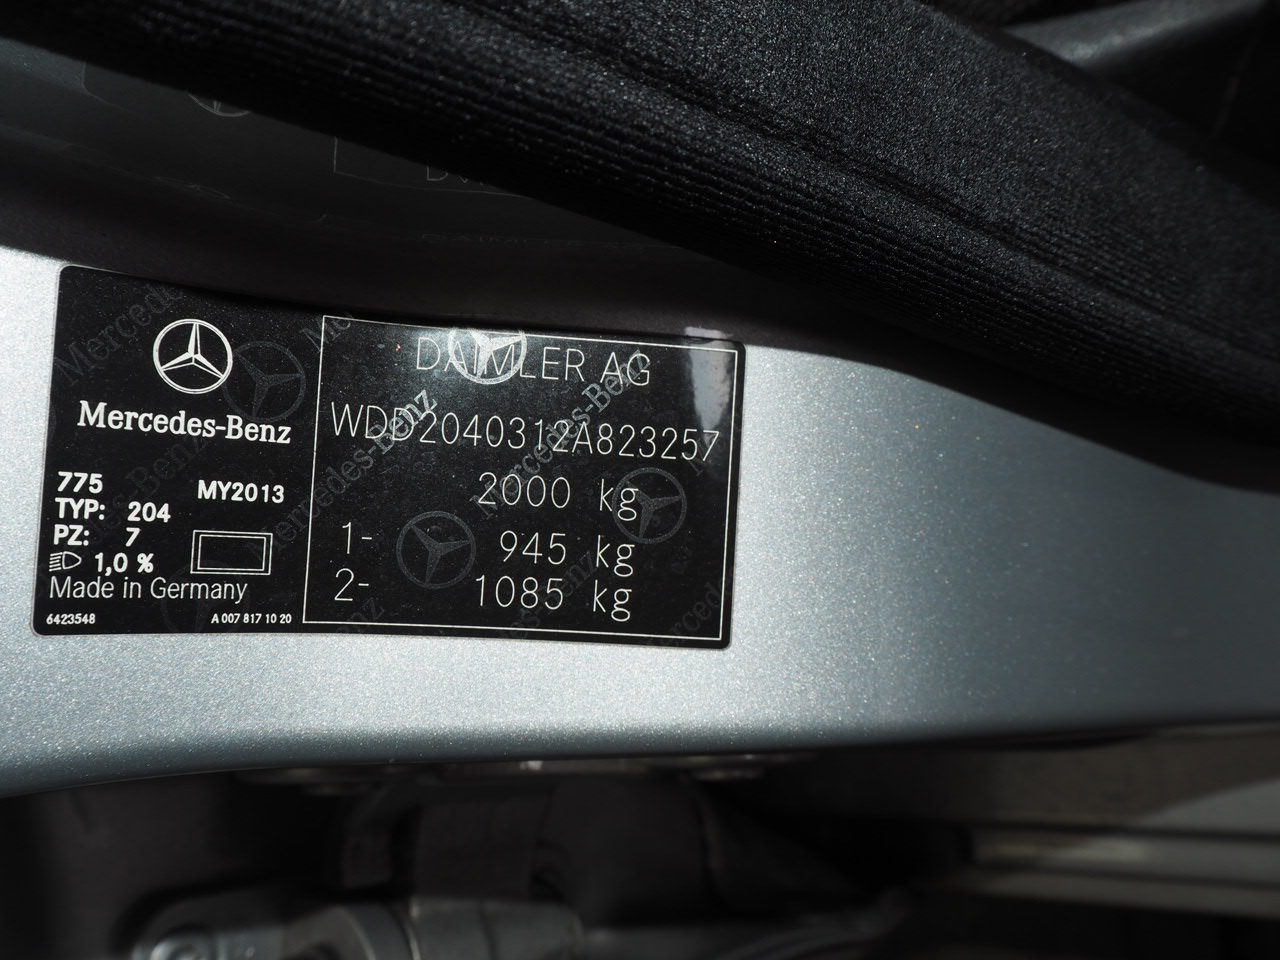 Mercedes-Benz
775
MY2013
TYP: 204
PZ: 7
1,0 %
Made in Germany
6423548
A 007 817 10 20
DAIMLER AG
WDD2040312A823257
2000 kg
1- 945 kg
2- 1085 kg